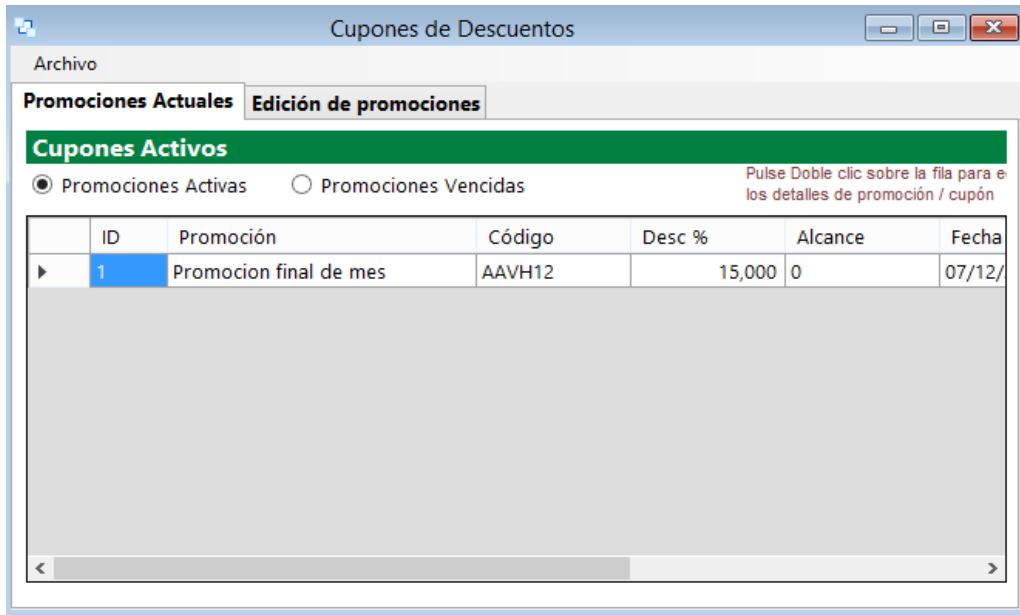 Cupones de Descuentos
Archivo
Promociones Actuales Edición de promociones
Cupones Activos
Promociones Activas Promociones Vencidas
Pulse Doble clic sobre la fila para e
los detalles de promoción / cupón
ID Promoción Código Desc % Alcance Fecha
1 Promocion final de mes AAVH12 15,000 0 07/12/